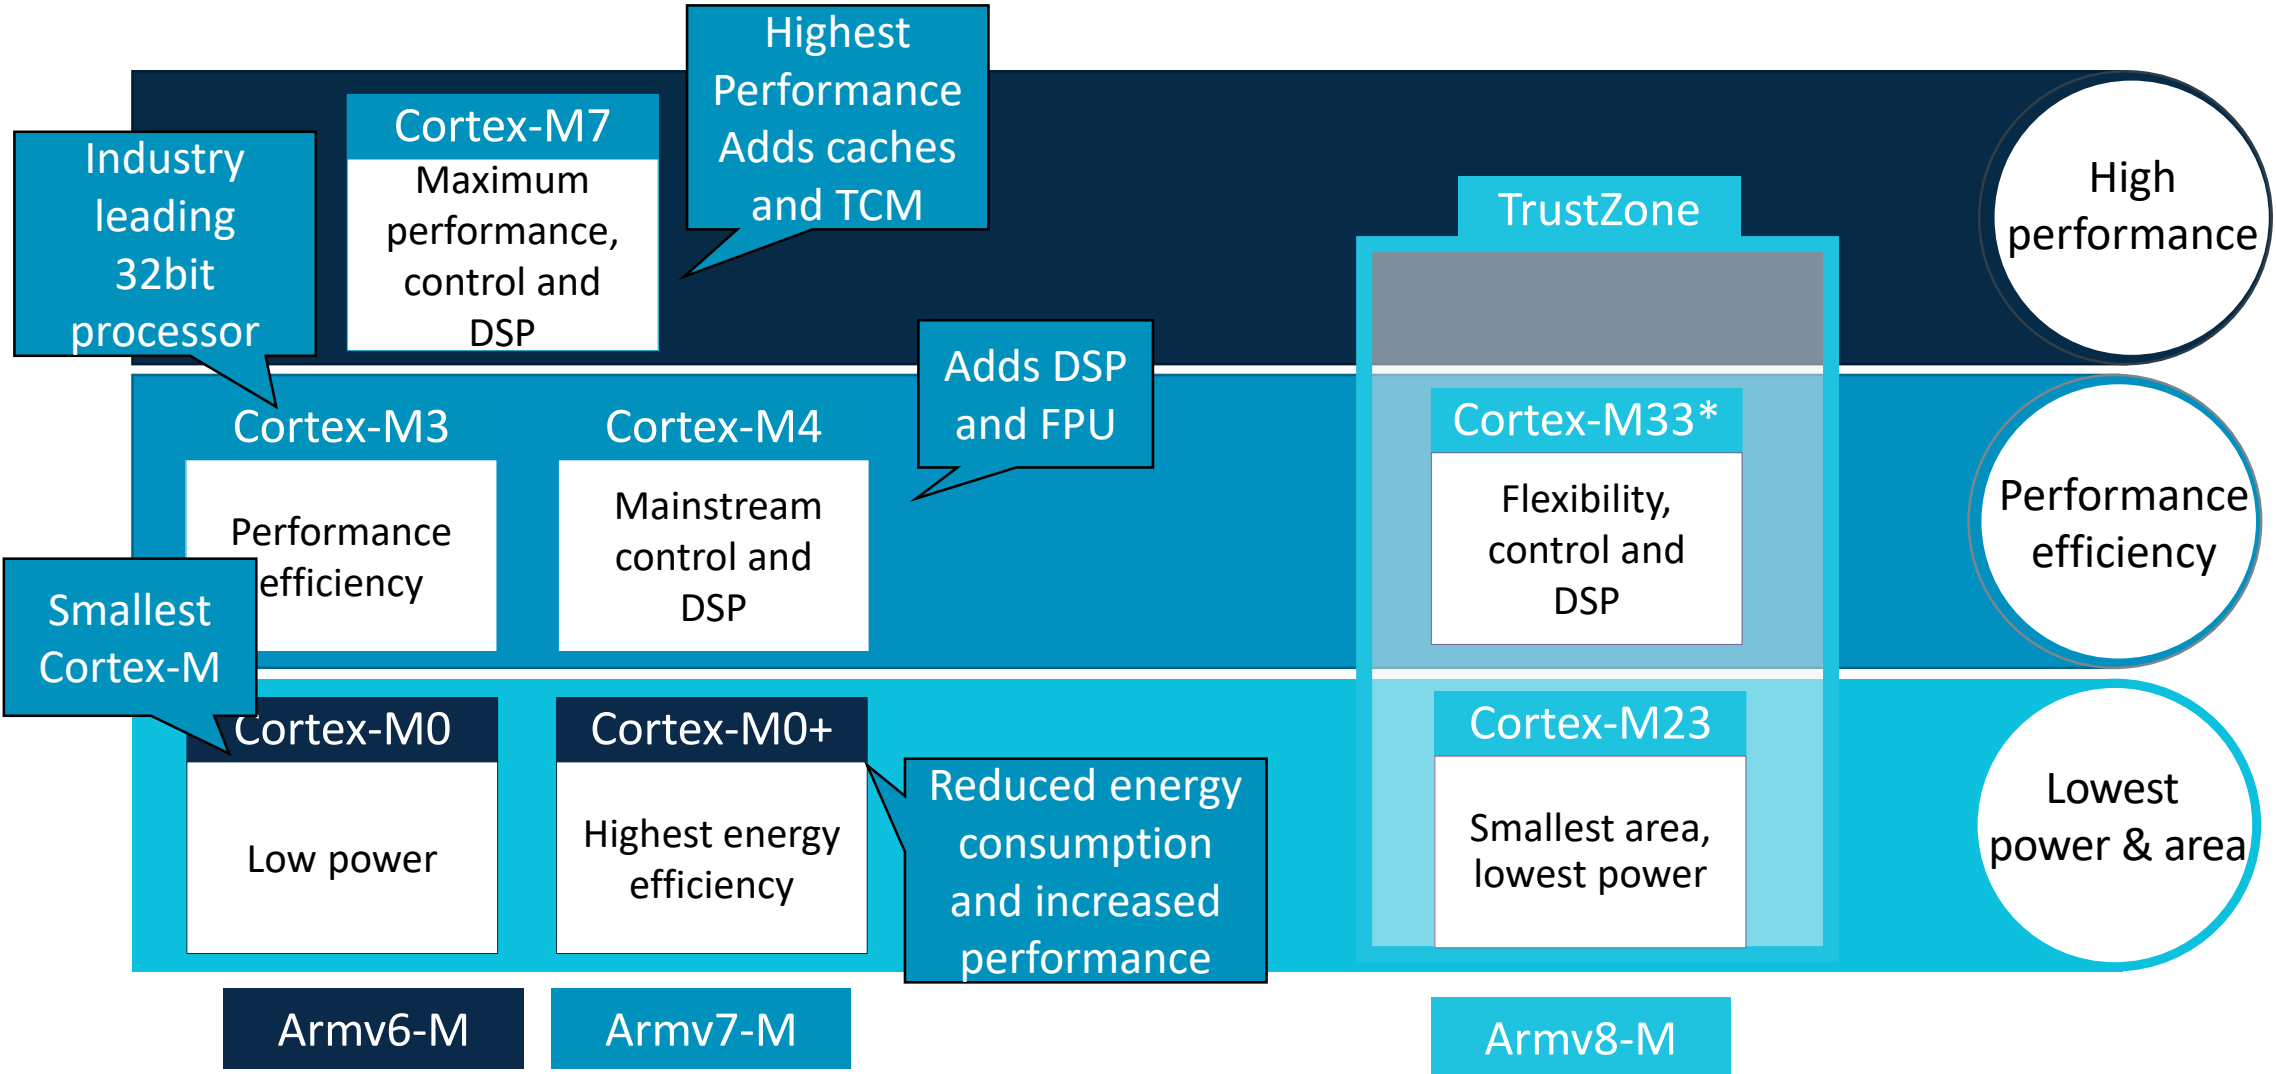 Highest
Performance
Adds caches
and TCM
Cortex-M7
Maximum
performance,
control and
DSP
Industry
leading
32bit
processor
TrustZone
High
performance
Adds DSP
and FPU
Cortex-M3
Performance
efficiency
Cortex-M4
Mainstream
control and
DSP
Cortex-M33*
Flexibility,
control and
DSP
Performance
efficiency
Smallest
Cortex-M
Cortex-M0
Low power
Cortex-M0+
Highest energy
efficiency
Reduced energy
consumption
and increased
performance
Cortex-M23
Smallest area,
lowest power
Lowest
power & area
Armv6-M
Armv7-M
Armv8-M